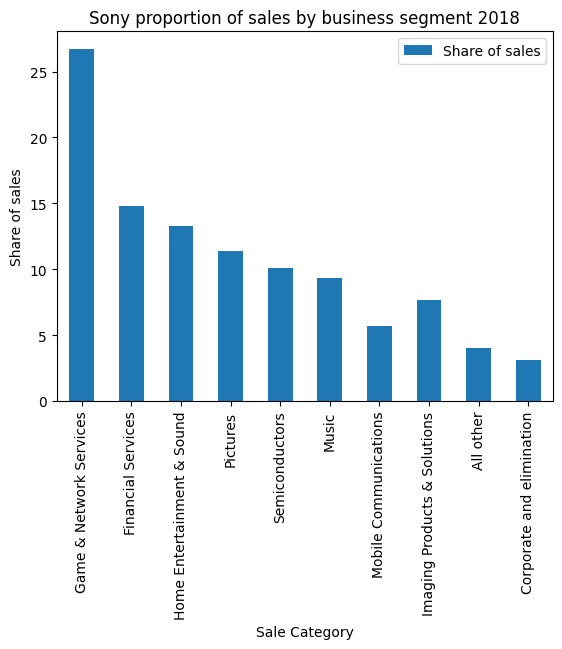 Sony proportion of sales by business segment 2018
Share of sales
Share of sales
25
20
15
10
5
0
Game & Network Services
Financial Services
Home Entertainment & Sound
Pictures
Semiconductors
Music
Mobile Communications
Imaging Products & Solutions
All other
Corporate and elimination
Sale Category